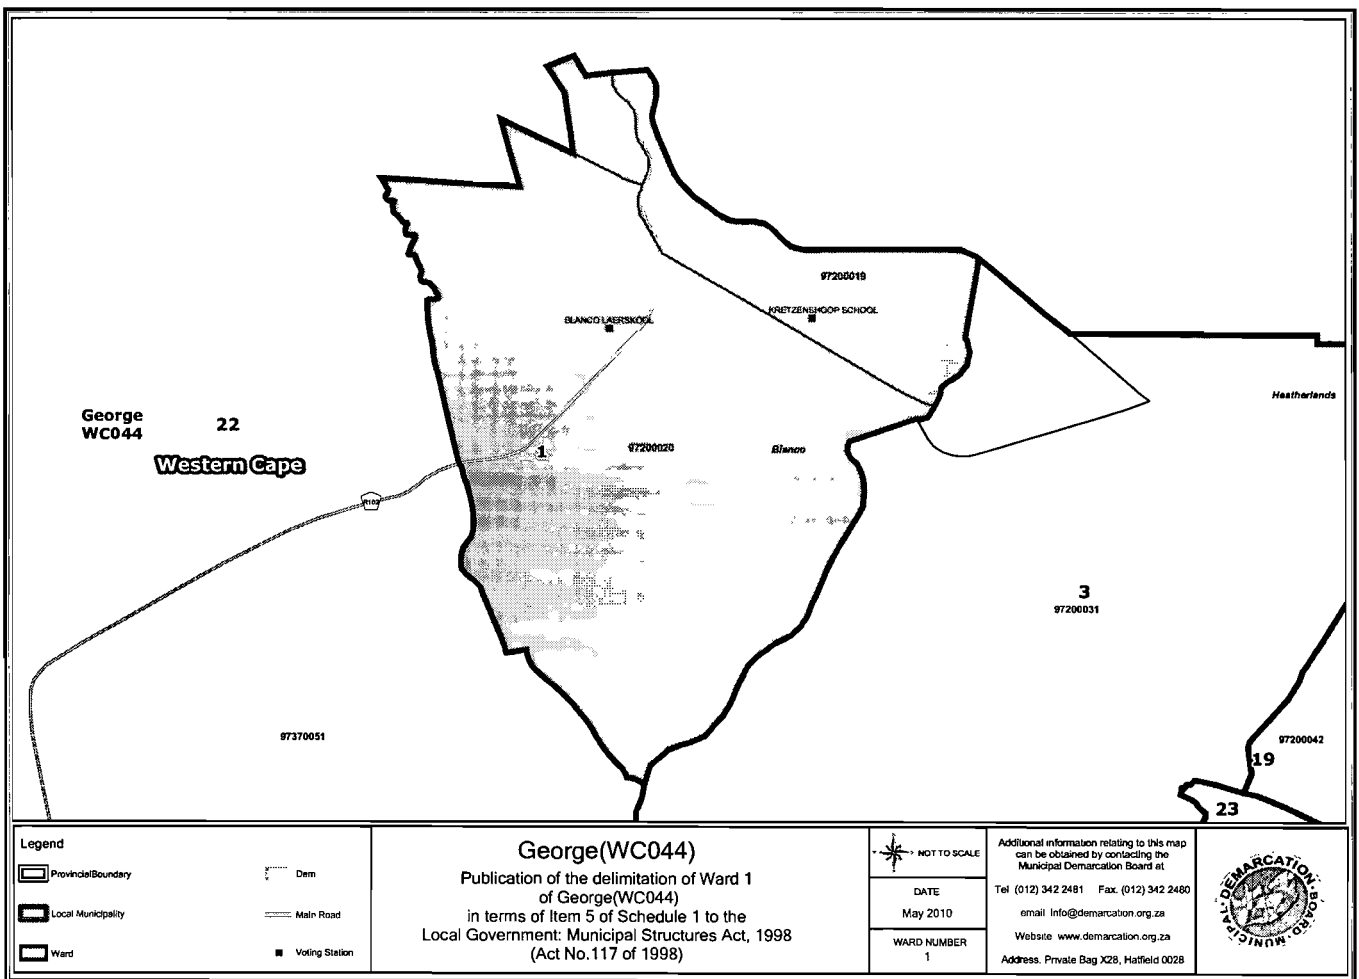 97200019
KRETZENSHOOP SCHOOL
BLANCO LAERSKOOL
Heatherlands
George
WC044
22
Western Cape
1
97200020
Blanco
R102
3
97200031
97370051
97200042
19
23
Legend
ProvincialBoundary
Dam
Local Municipality
Main Road
Ward
Voting Station
George(WC044)
Publication of the delimitation of Ward 1
of George(WC044)
in terms of Item 5 of Schedule 1 to the
Local Government: Municipal Structures Act, 1998
(Act No.117 of 1998)
NOT TO SCALE
DATE
May 2010
WARD NUMBER
1
Additional information relating to this map
can be obtained by contacting the
Municipal Demarcation Board at
Tel (012) 342 2481 Fax. (012) 342 2480
email Info@demarcation.org.za
Website www.demarcation.org.za
Address. Private Bag X28, Hatfield 0028
MUNICIPAL · DEMARCATION · BOARD